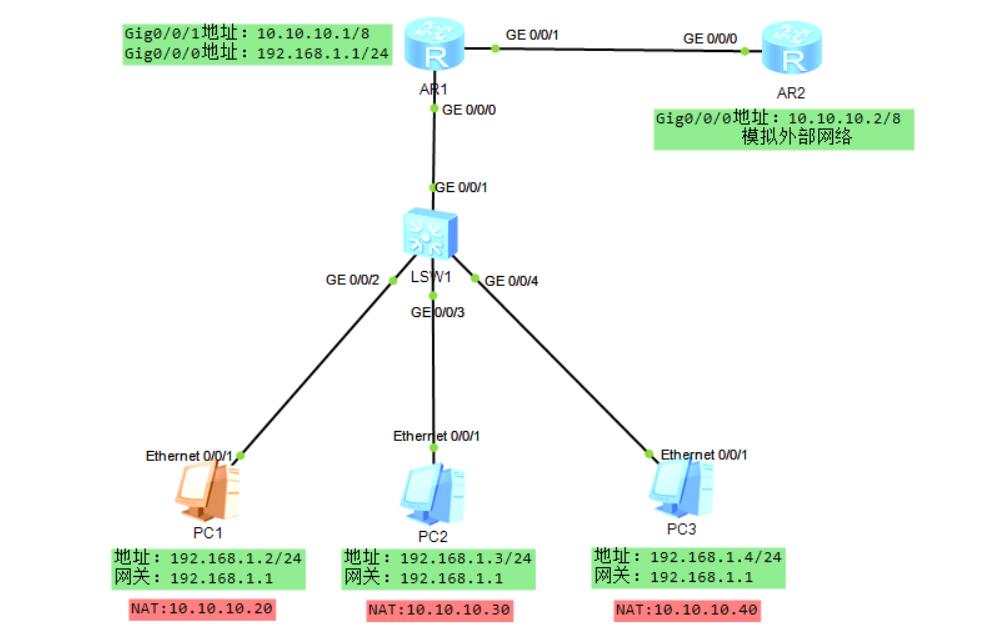 Gig0/0/1地址：10.10.10.1/8
Gig0/0/0地址：192.168.1.1/24
R
AR1
GE 0/0/1
GE 0/0/0
R
AR2
Gig0/0/0地址：10.10.10.2/8
模拟外部网络
GE 0/0/0
GE 0/0/1
LSW1
GE 0/0/2
GE 0/0/3
GE 0/0/4
Ethernet 0/0/1
Ethernet 0/0/1
Ethernet 0/0/1
PC1
PC2
PC3
地址：192.168.1.2/24
网关：192.168.1.1
地址：192.168.1.3/24
网关：192.168.1.1
地址：192.168.1.4/24
网关：192.168.1.1
NAT:10.10.10.20
NAT:10.10.10.30
NAT:10.10.10.40